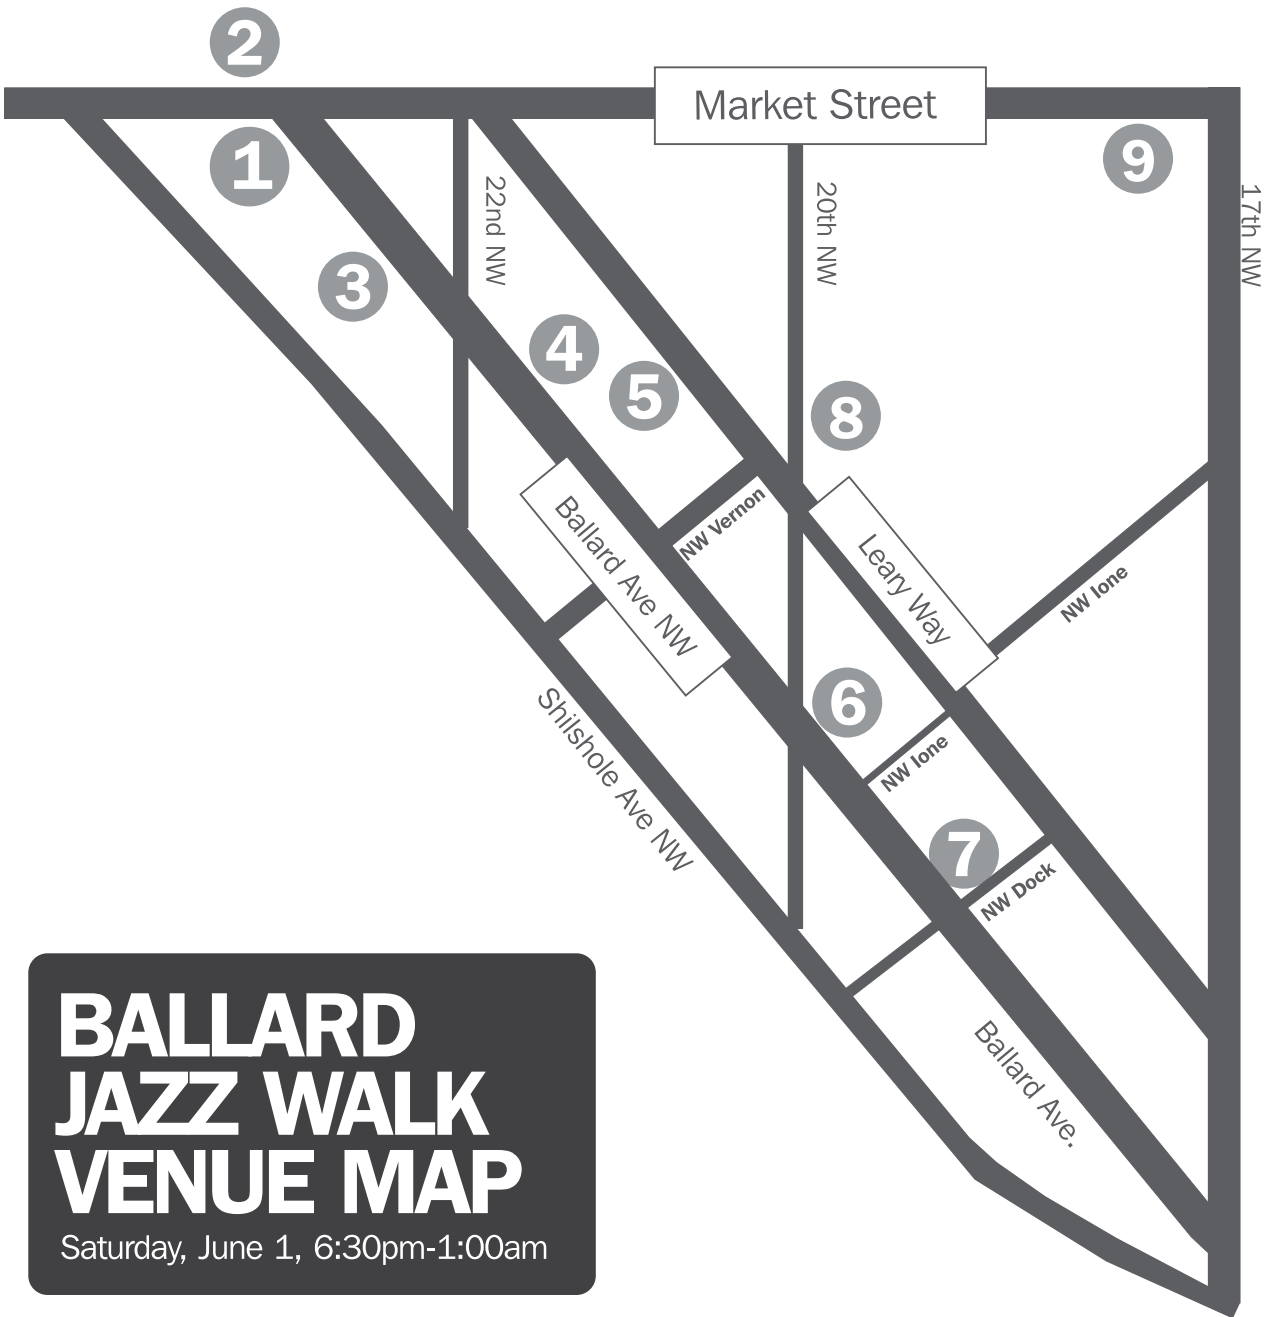 2
Market Street
1
9
22nd NW
20th NW
17th NW
3
4
5
8
NW Vernon
Ballard Ave NW
Leary Way
NW Ione
6
Shilshole Ave NW
NW Ione
7
NW Dock
Ballard Ave.
BALLARD
JAZZ WALK
VENUE MAP
Saturday, June 1, 6:30pm-1:00am